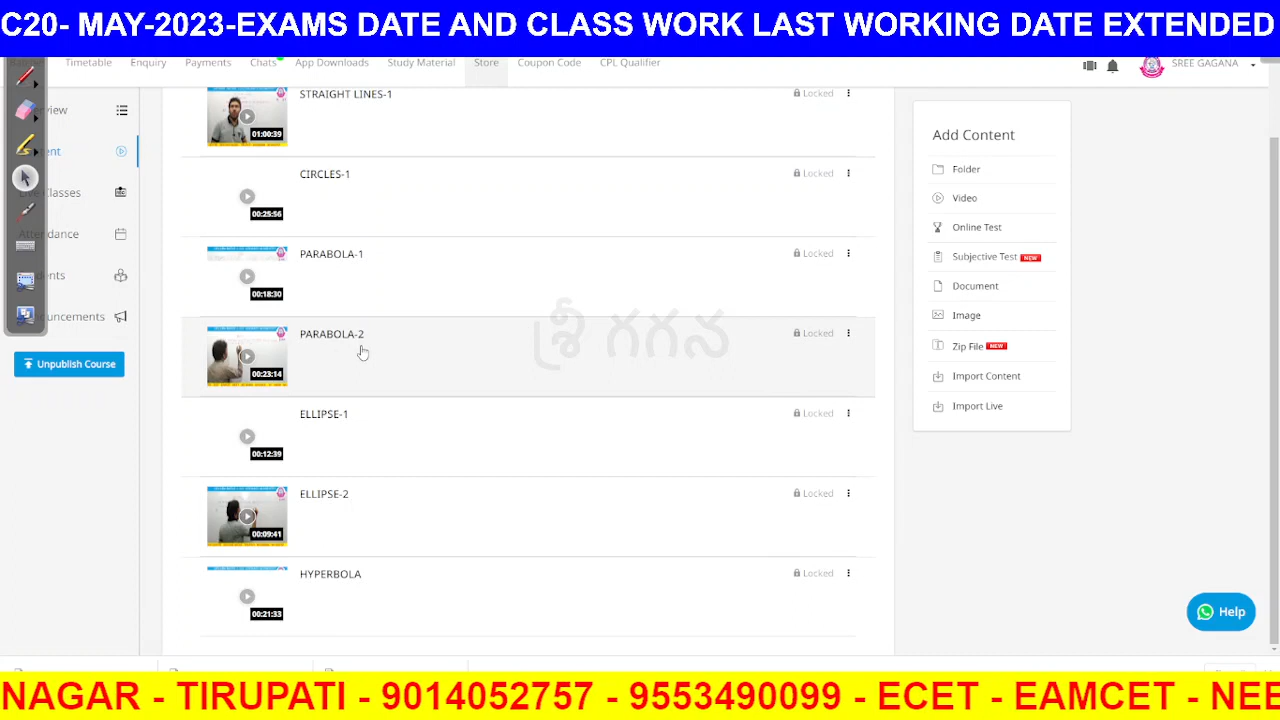 C20- MAY-2023-EXAMS DATE AND CLASS WORK LAST WORKING DATE EXTENDED
Timetable Enquiry Payments Chats App Downloads Study Material Store Coupon Code CPL Qualifier SREE GAGANA
STRAIGHT LINES-1 Locked
01:00:39
CIRCLES-1 Locked
00:25:56
PARABOLA-1 Locked
00:18:30
PARABOLA-2 Locked
00:23:14
ELLIPSE-1 Locked
00:12:39
ELLIPSE-2 Locked
00:09:41
HYPERBOLA Locked
00:21:33
శ్రీ గగన
Unpublish Course
Add Content
Folder
Video
Online Test
Subjective Test NEW
Document
Image
Zip File NEW
Import Content
Import Live
Help
NAGAR - TIRUPATI - 9014052757 - 9553490099 - ECET - EAMCET - NEE